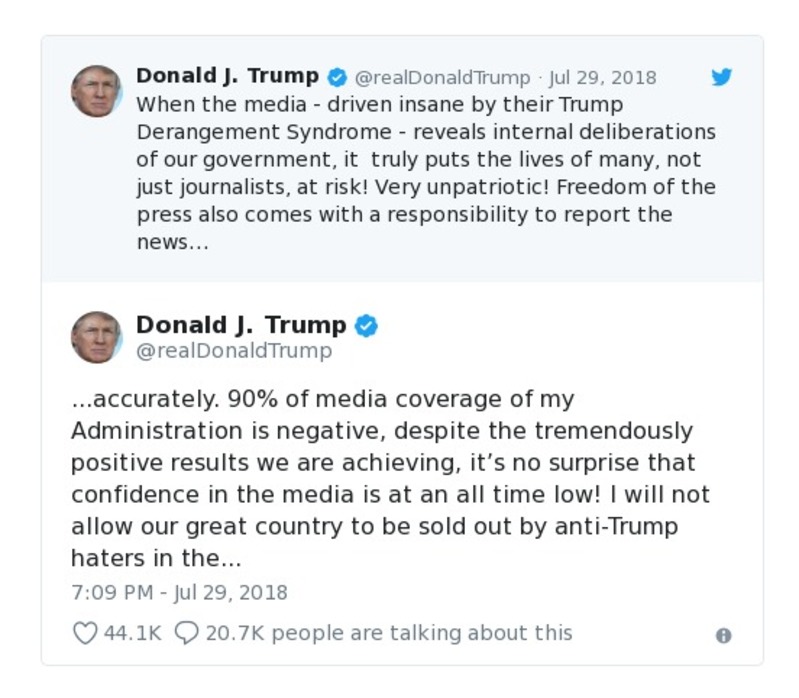 Donald J. Trump @realDonaldTrump · Jul 29, 2018
When the media - driven insane by their Trump
Derangement Syndrome - reveals internal deliberations
of our government, it  truly puts the lives of many, not
just journalists, at risk! Very unpatriotic! Freedom of the
press also comes with a responsibility to report the
news…
Donald J. Trump
@realDonaldTrump
...accurately. 90% of media coverage of my
Administration is negative, despite the tremendously
positive results we are achieving, it’s no surprise that
confidence in the media is at an all time low! I will not
allow our great country to be sold out by anti-Trump
haters in the...
7:09 PM - Jul 29, 2018
44.1K 20.7K people are talking about this